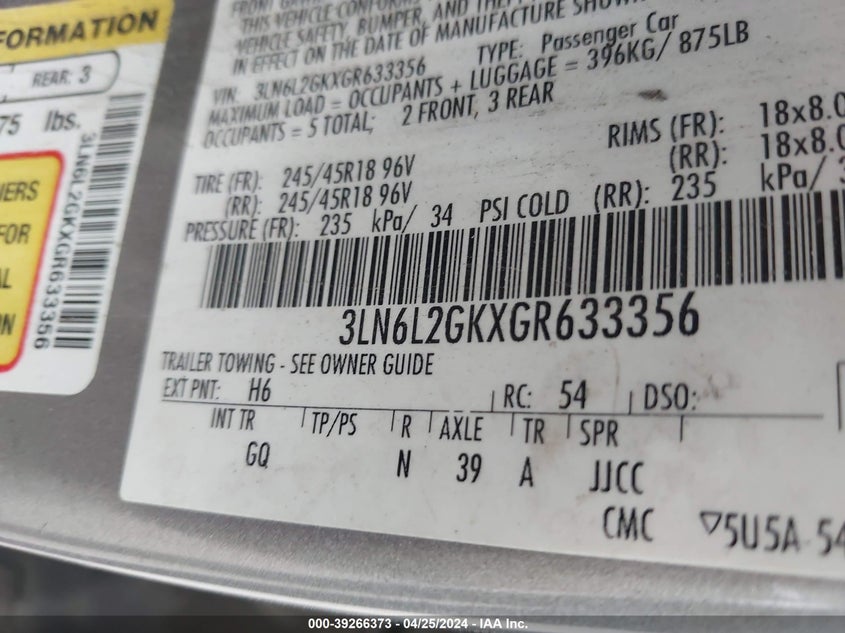 FORMATION
REAR: 3
75 lbs.
3LN6L2GKXGR633356
FOR
THIS VEHICLE CONFORMS
VEHICLE SAFETY, BUMPER, AND
IN EFFECT ON THE DATE OF MANUFACTURE SHOWN
VIN: 3LN6L2GKXGR633356 TYPE: Passenger Car
MAXIMUM LOAD = OCCUPANTS + LUGGAGE = 396KG/ 875LB
OCCUPANTS = 5 TOTAL; 2 FRONT, 3 REAR
RIMS (FR): 18x8.0
(RR): 18x8.0
TIRE (FR): 245/45R18 96V
(RR): 245/45R18 96V
PRESSURE (FR): 235 kPa/ 34 PSI COLD (RR): 235 kPa/ 3
3LN6L2GKXGR633356
TRAILER TOWING - SEE OWNER GUIDE
EXT PNT: H6 RC: 54 DSO:
INT TR TP/PS R AXLE TR SPR
GQ N 39 A JJCC
CMC 5U5A 54
000-39266373 - 04/25/2024 - IAA Inc.